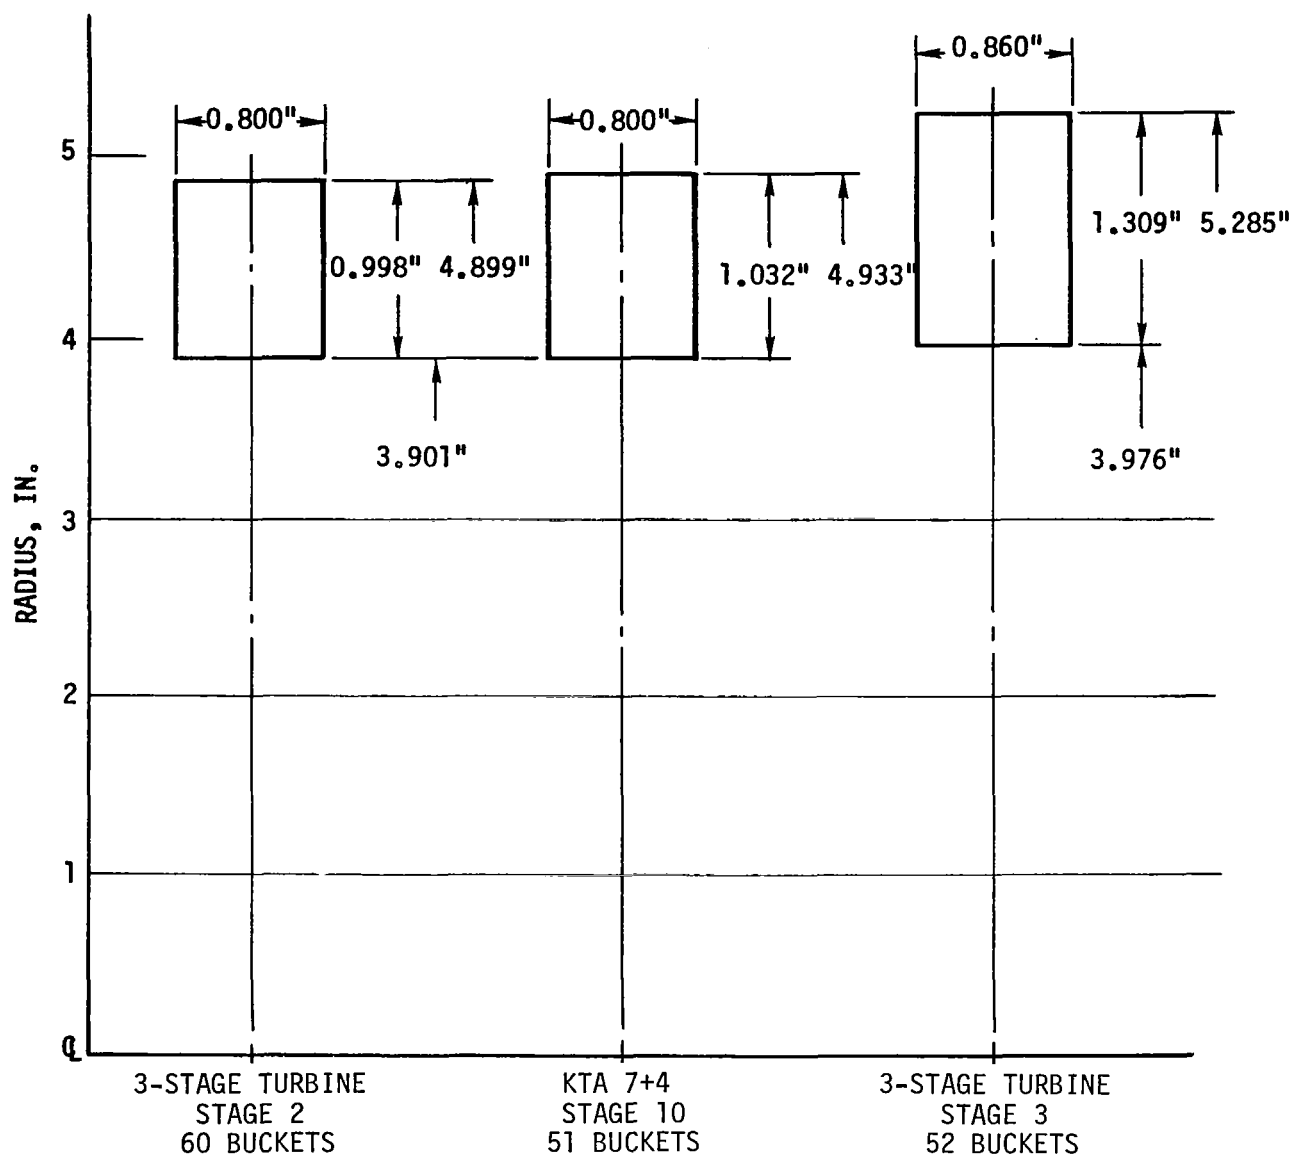 0.860"
0.800"
0.800"
5
1.309" 5.285"
0.998" 4.899"
1.032" 4.933"
4
3.901"
3.976"
RADIUS, IN.
3
2
1
℄
3-STAGE TURBINE
STAGE 2
60 BUCKETS
KTA 7+4
STAGE 10
51 BUCKETS
3-STAGE TURBINE
STAGE 3
52 BUCKETS